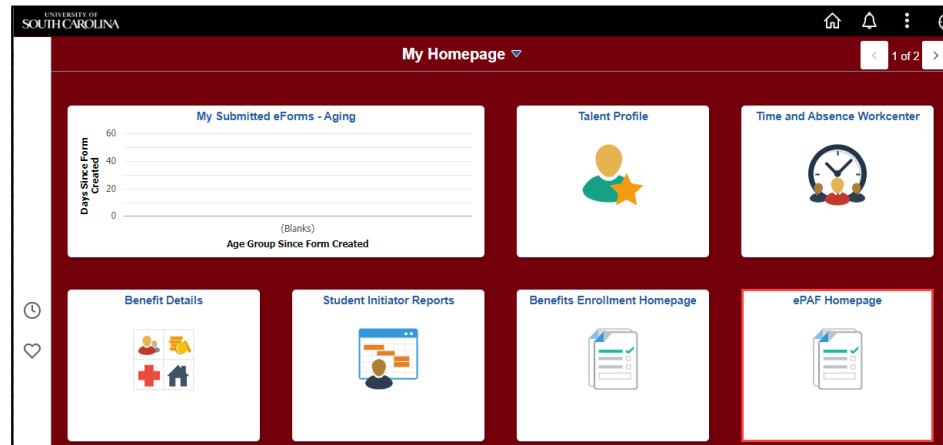 UNIVERSITY OF
SOUTH CAROLINA
My Homepage
1 of 2
My Submitted eForms - Aging
Days Since Form
Created
60
40
20
0
(Blanks)
Age Group Since Form Created
Talent Profile
Time and Absence Workcenter
Benefit Details
Student Initiator Reports
Benefits Enrollment Homepage
ePAF Homepage